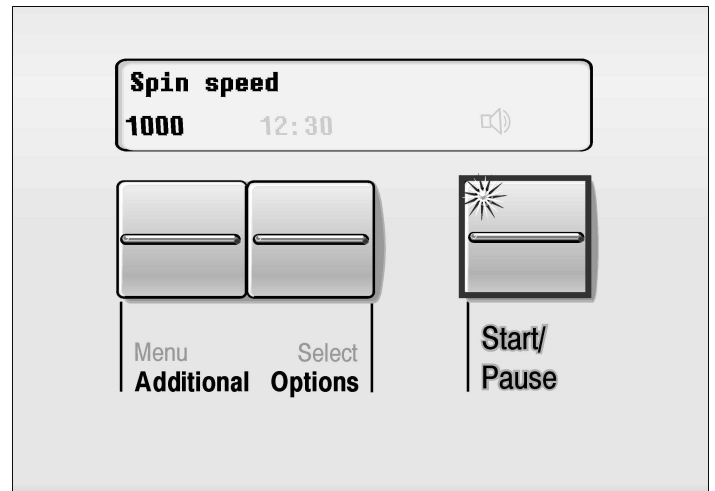 Spin speed
1000 12:30
Menu Select
Additional Options
Start/
Pause